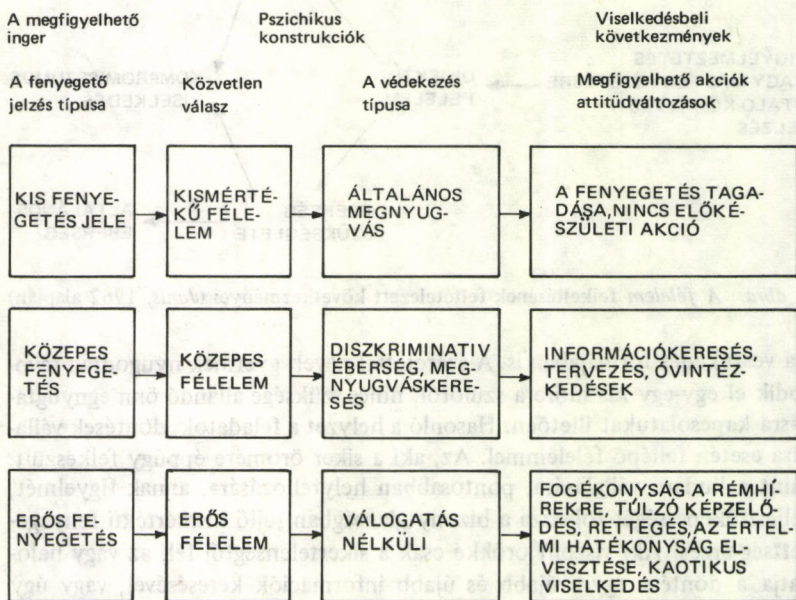 A megfigyelhető
inger
Pszichikus
konstrukciók
Viselkedésbeli
következmények
A fenyegető
jelzés típusa
Közvetlen
válasz
A védekezés
típusa
Megfigyelhető akciók
attitűdváltozások
KIS FENYE-
GETÉS JEL
KISMÉRTÉ-
KŰ FÉLE-
LEM
ÁLTALÁNOS
MEGNYUG-
VÁS
A FENYEGETÉS TAGA-
DÁSA,NINCS ELŐKÉ-
SZÜLETI AKCIÓ
KÖZEPES
FENYEGE-
TÉS
KÖZEPES
FÉLELEM
DISZKRIMINATIV
ÉBERSÉG, MEG-
NYUGVÁSKERE-
SÉS
INFORMÁCIÓKERESÉS,
TERVEZÉS, ÓVINTÉZ-
KEDÉSEK
ERŐS FE-
NYEGETÉS
ERŐS
FÉLELEM
VÁLOGATÁS
NÉLKÜLI
FOGÉKONYSÁG A RÉMHÍ-
REKRE, TÚLZÓ KÉPZELŐ-
DÉS, RETTEGÉS, AZ ÉRTEL-
MI HATÉKONYSÁG EL-
VESZTÉSE, KAOTIKUS
VISELKEDÉS